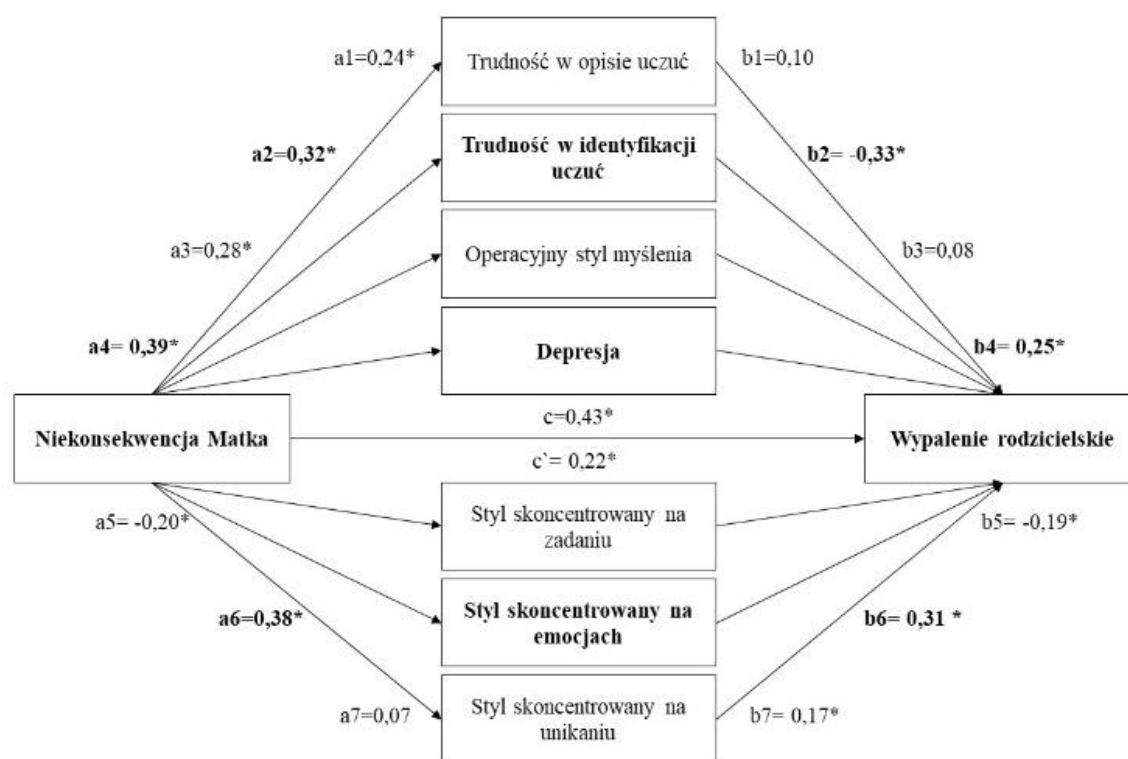 a1=0,24*
Trudność w opisie uczuć
b1=0,10
a2=0,32*
Trudność w identyfikacji
uczuć
b2= -0,33*
a3=0,28*
Operacyjny styl myślenia
b3=0,08
a4= 0,39*
Depresja
b4= 0,25*
Niekonsekwencja Matka
c=0,43*
c`= 0,22*
Wypalenie rodzicielskie
a5= -0,20*
Styl skoncentrowany na
zadaniu
b5= -0,19*
a6=0,38*
Styl skoncentrowany na
emocjach
b6= 0,31 *
a7=0,07
Styl skoncentrowany na
unikaniu
b7= 0,17*